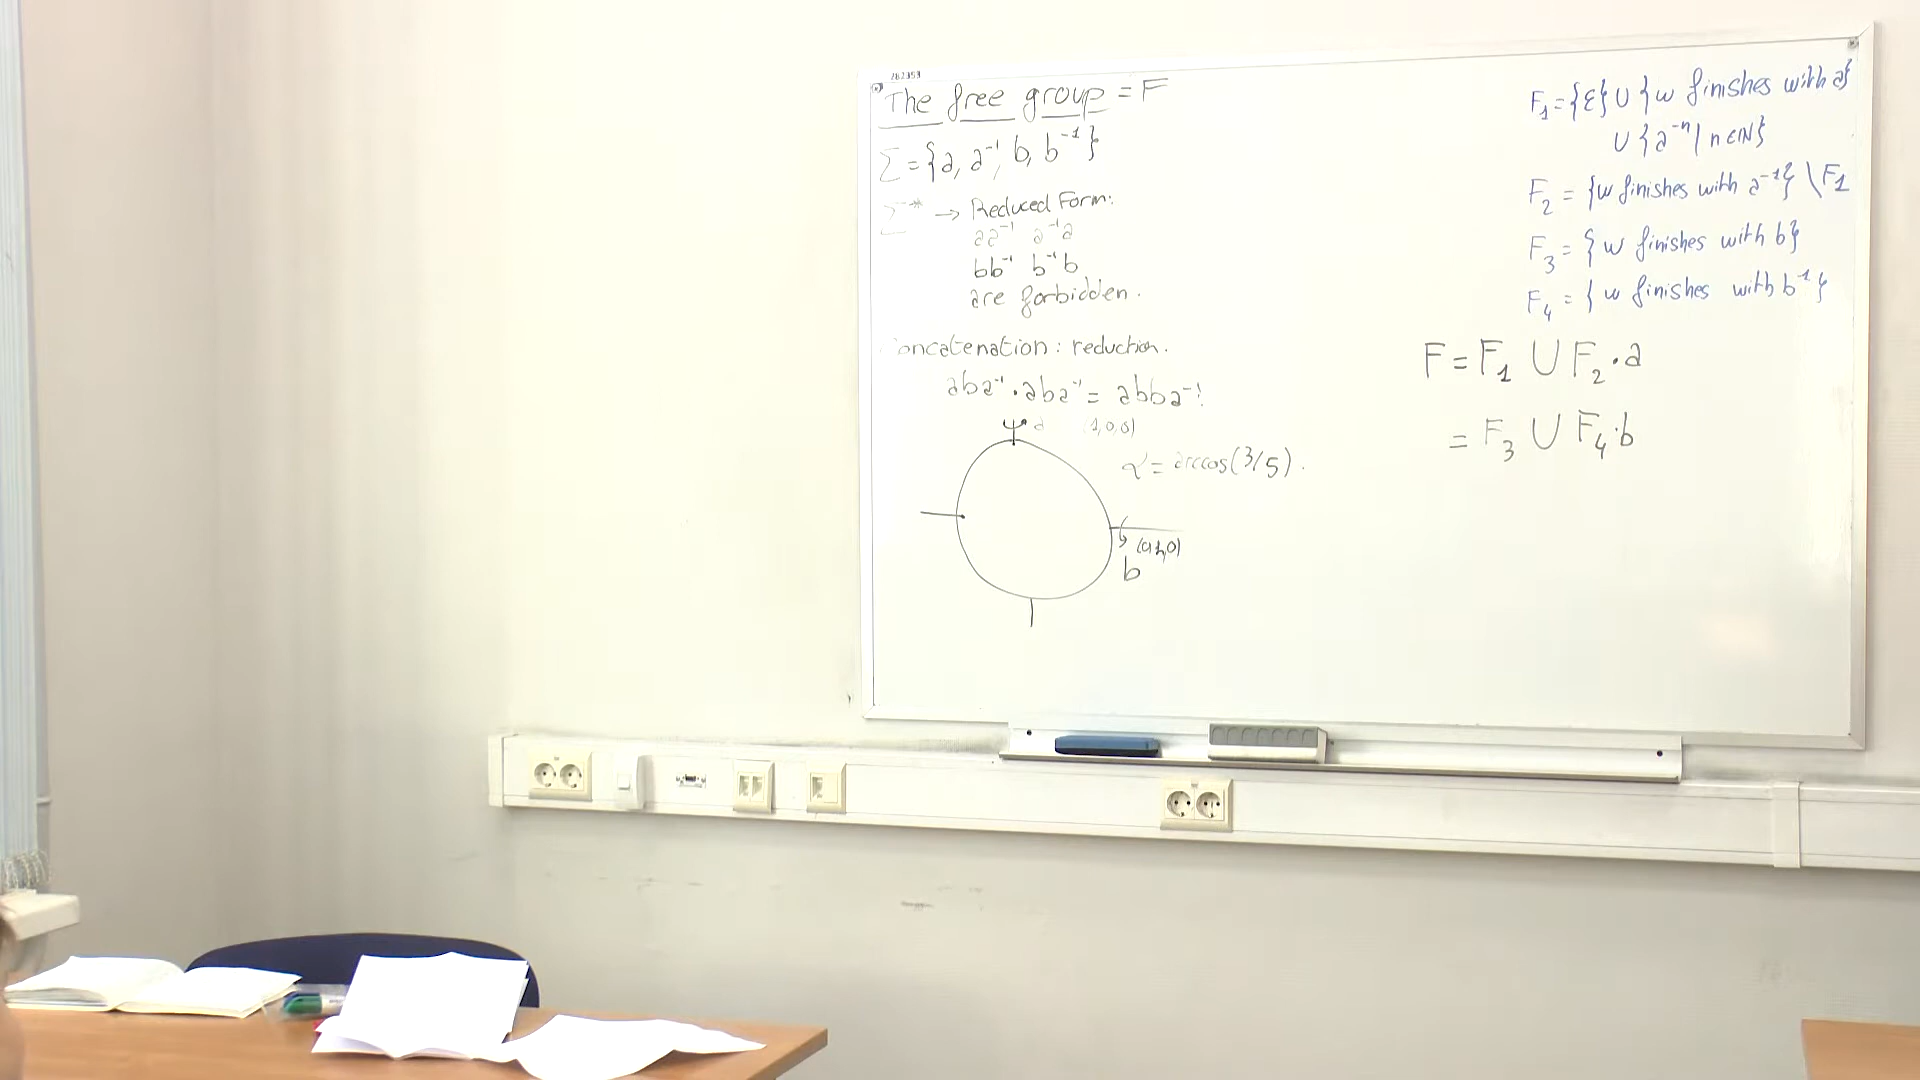 282353
The free group = F
Σ = {a, a⁻¹, b, b⁻¹}
Σ* → Reduced Form:
aa⁻¹ a⁻¹a
bb⁻¹ b⁻¹b
are forbidden.
oncatenation: reduction.
aba⁻¹ · aba⁻¹ = abba⁻¹!
a (1,0,0)
α = arccos(3/5).
(0,1,0)
b
F₁ = {ε} ∪ {w finishes with a}
∪ {a⁻ⁿ | n ∈ ℕ}
F₂ = {w finishes with a⁻¹} \ F₁
F₃ = {w finishes with b}
F₄ = {w finishes with b⁻¹}
F = F₁ ∪ F₂ · a
= F₃ ∪ F₄ · b